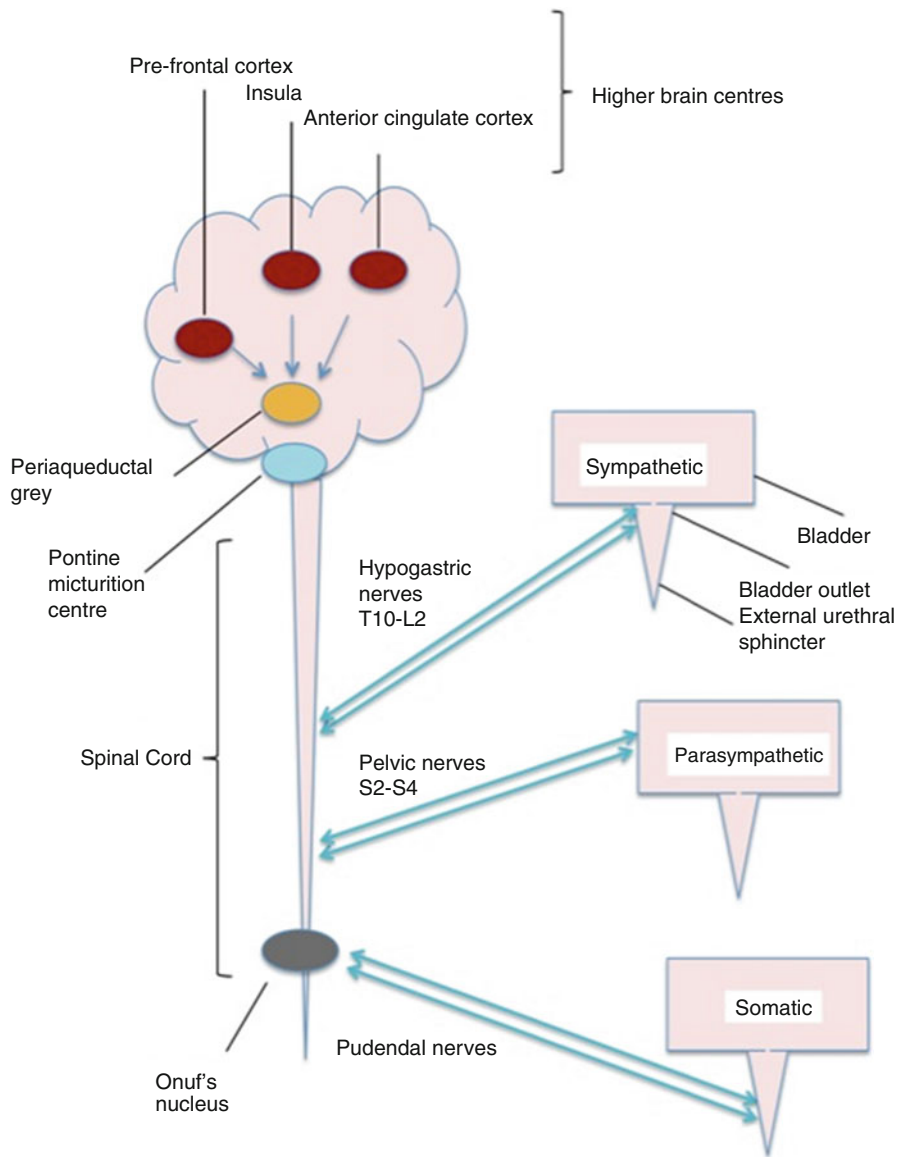 Pre-frontal cortex
Insula
Anterior cingulate cortex
Higher brain centres
Periaqueductal
grey
Pontine
micturition
centre
Sympathetic
Bladder
Bladder outlet
External urethral
sphincter
Hypogastric
nerves
T10-L2
Spinal Cord
Pelvic nerves
S2-S4
Parasympathetic
Somatic
Pudendal nerves
Onuf's
nucleus